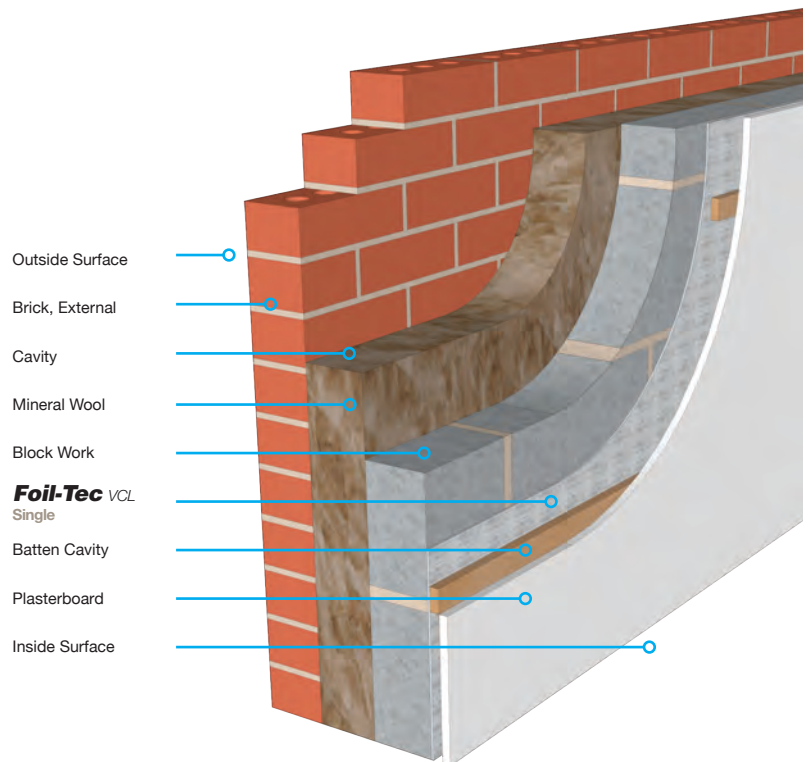 Outside Surface
Brick, External
Cavity
Mineral Wool
Block Work
Foil-Tec VCL
Single
Batten Cavity
Plasterboard
Inside Surface